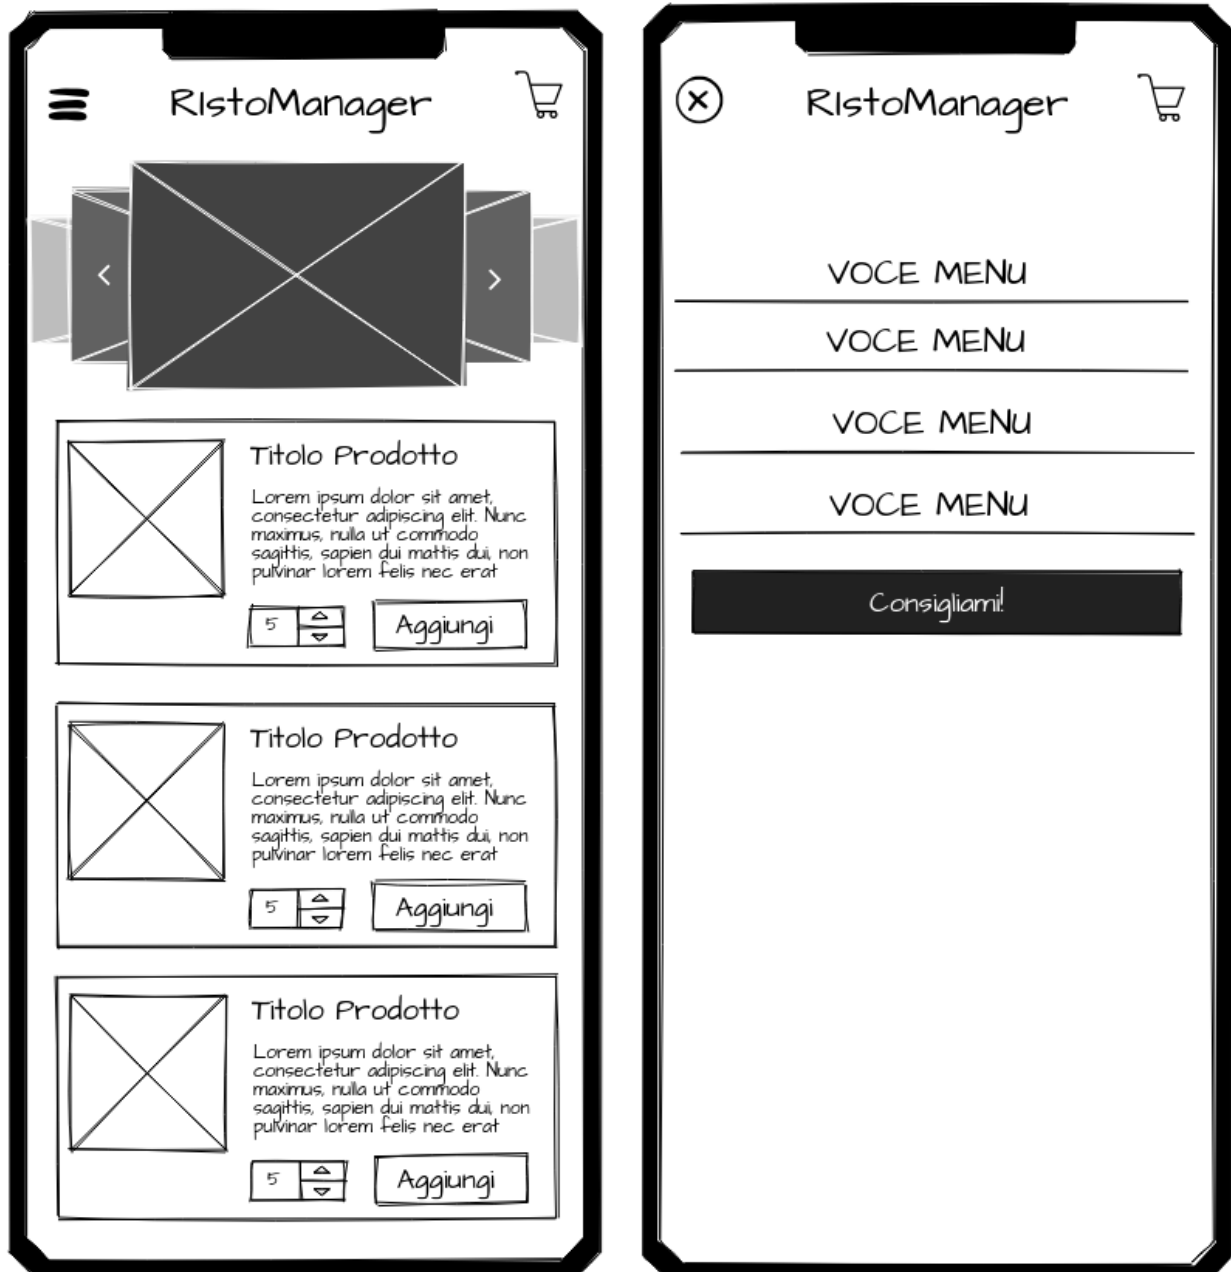 RIstoManager
Titolo Prodotto
Lorem ipsum dolor sit amet,
consectetur adipiscing elit. Nunc
maximus, nulla ut commodo
sagittis, sapien dui mattis dui, non
pulvinar lorem felis nec erat
5
Aggiungi
Titolo Prodotto
Lorem ipsum dolor sit amet,
consectetur adipiscing elit. Nunc
maximus, nulla ut commodo
sagittis, sapien dui mattis dui, non
pulvinar lorem felis nec erat
5
Aggiungi
Titolo Prodotto
Lorem ipsum dolor sit amet,
consectetur adipiscing elit. Nunc
maximus, nulla ut commodo
sagittis, sapien dui mattis dui, non
pulvinar lorem felis nec erat
5
Aggiungi
RIstoManager
VOCE MENU
VOCE MENU
VOCE MENU
VOCE MENU
Consigliami!